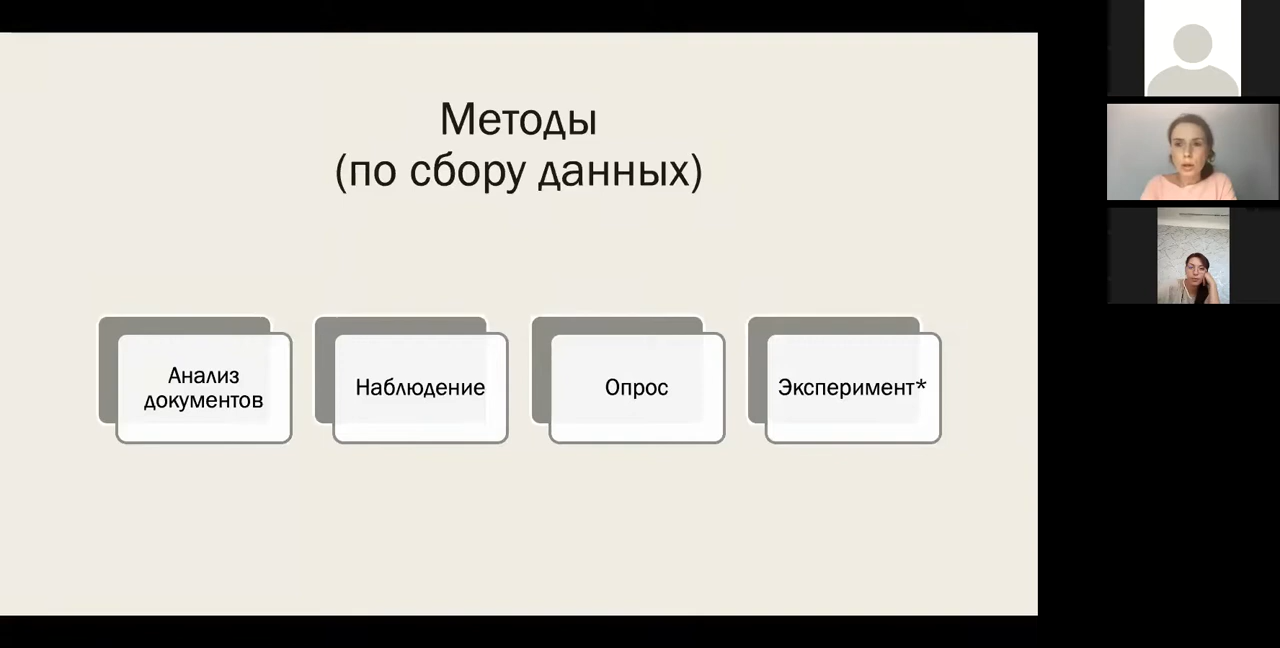 Методы
(по сбору данных)
Анализ
документов
Наблюдение
Опрос
Эксперимент*